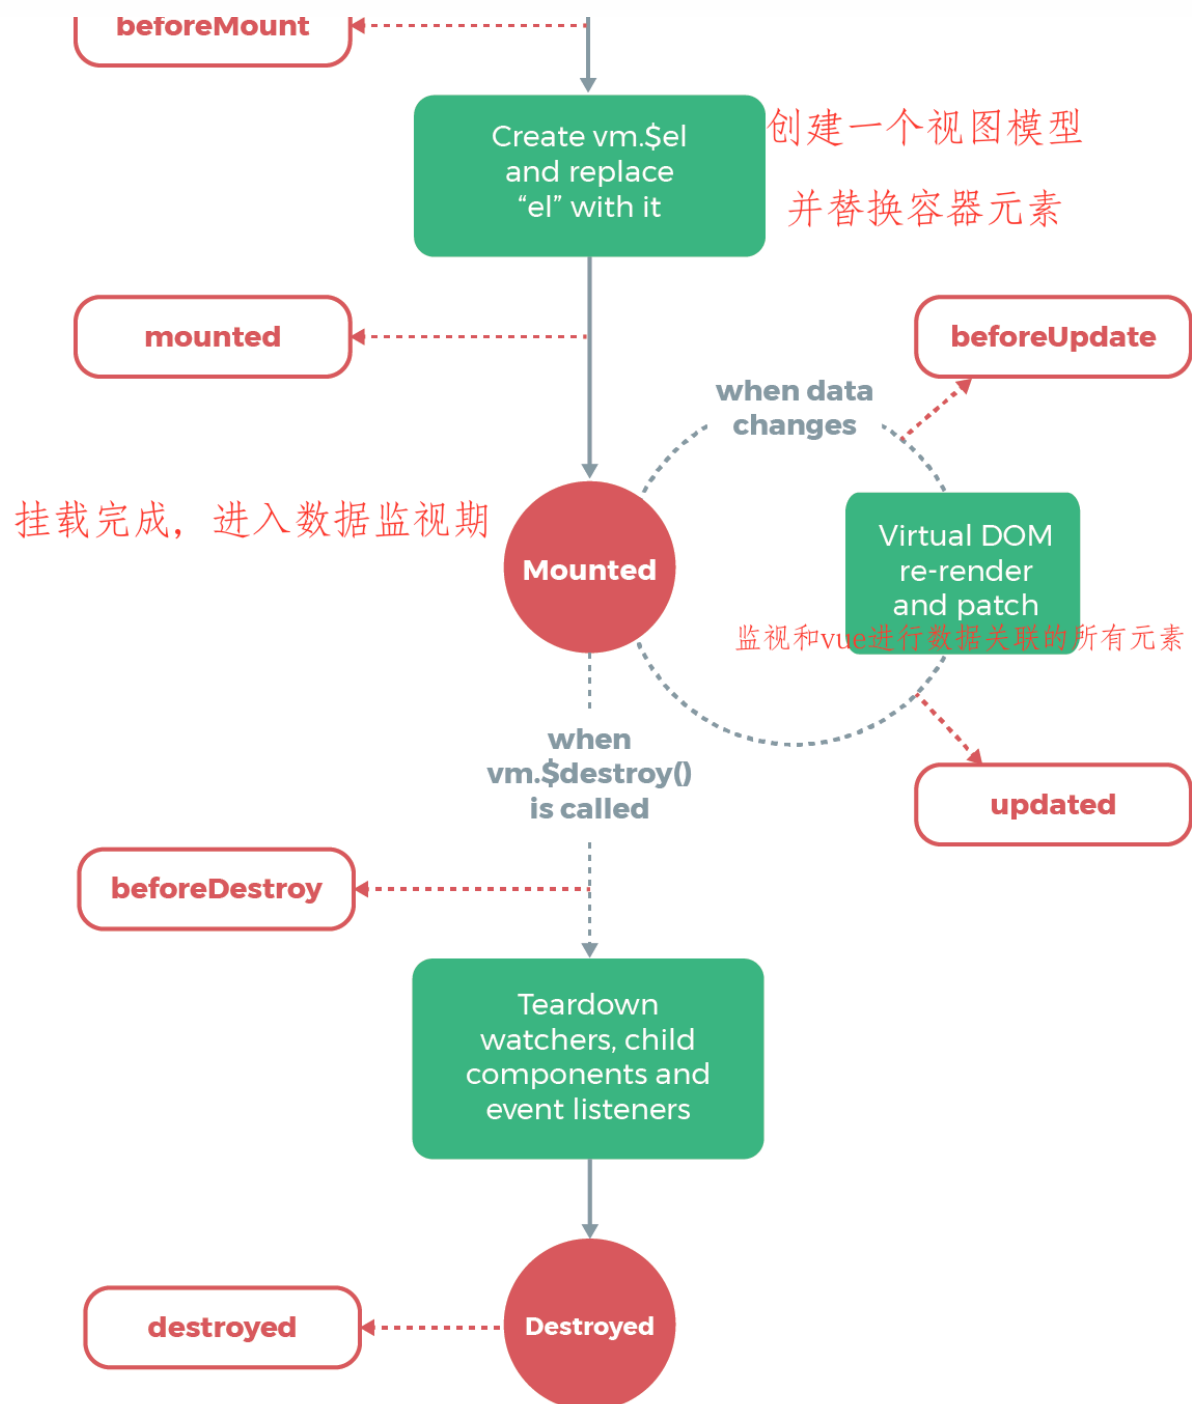 beforeMount
Create vm.$el
and replace
“el” with it
创建一个视图模型
并替换容器元素
mounted
beforeUpdate
when data
changes
挂载完成，进入数据监视期
Mounted
Virtual DOM
re-render
and patch
监视和vue进行数据关联的所有元素
when
vm.$destroy()
is called
updated
beforeDestroy
Teardown
watchers, child
components and
event listeners
destroyed
Destroyed